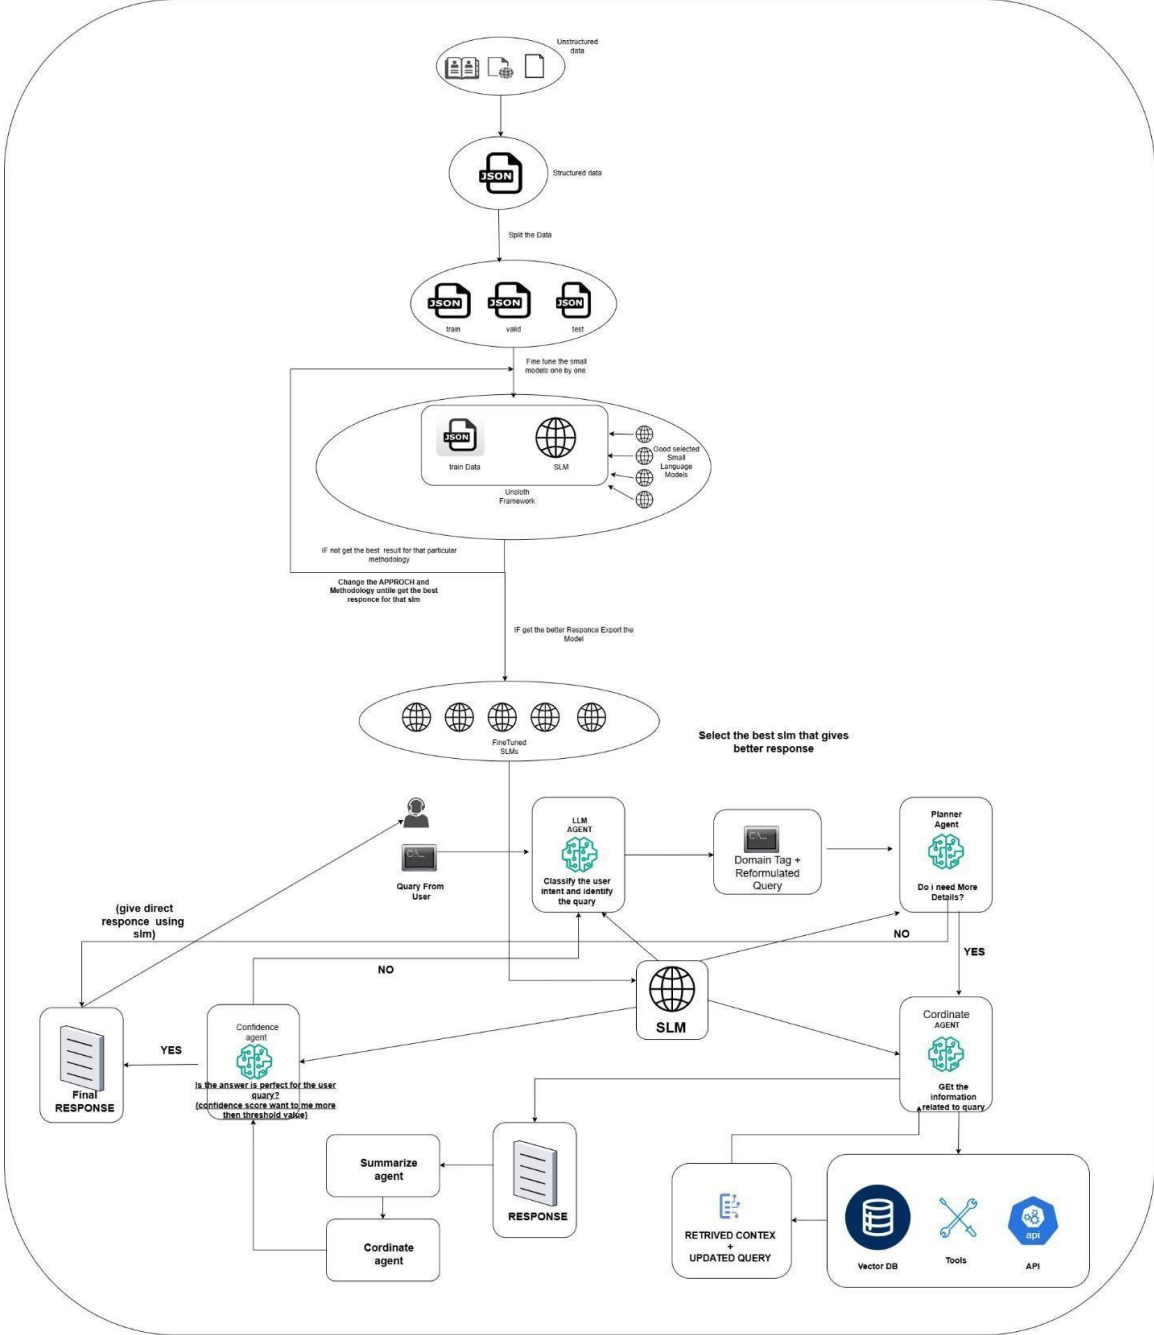 Unstructured
data
JSON
Structured data
Split the Data
JSON
JSON
JSON
train
valid
test
Fine tune the small
models one by one
JSON
train Data
SLM
Good selected
Small
Language
Models
Unsloth
Framework
IF not get the best result for that particular
methodology
Change the APPROCH and
Methodology untile get the best
responce for that slm
IF get the better Responce Export the
Model
FineTuned
SLMs
Select the best slm that gives
better response
C:\._
Quary From
User
LLM
AGENT
Classify the user
intent and identify
the quary
C:\._
Domain Tag +
Reformulated
Query
Planner
Agent
Do i need More
Details?
(give direct
responce using
slm)
NO
NO
YES
SLM
Cordinate
AGENT
GEt the
information
related to query
Confidence
agent
Is the answer is perfect for the user
quary?
(confidence score want to me more
then threshold value)
YES
Final
RESPONSE
Summarize
agent
Cordinate
agent
RESPONSE
RETRIVED CONTEX
+
UPDATED QUERY
Vector DB
Tools
api
API